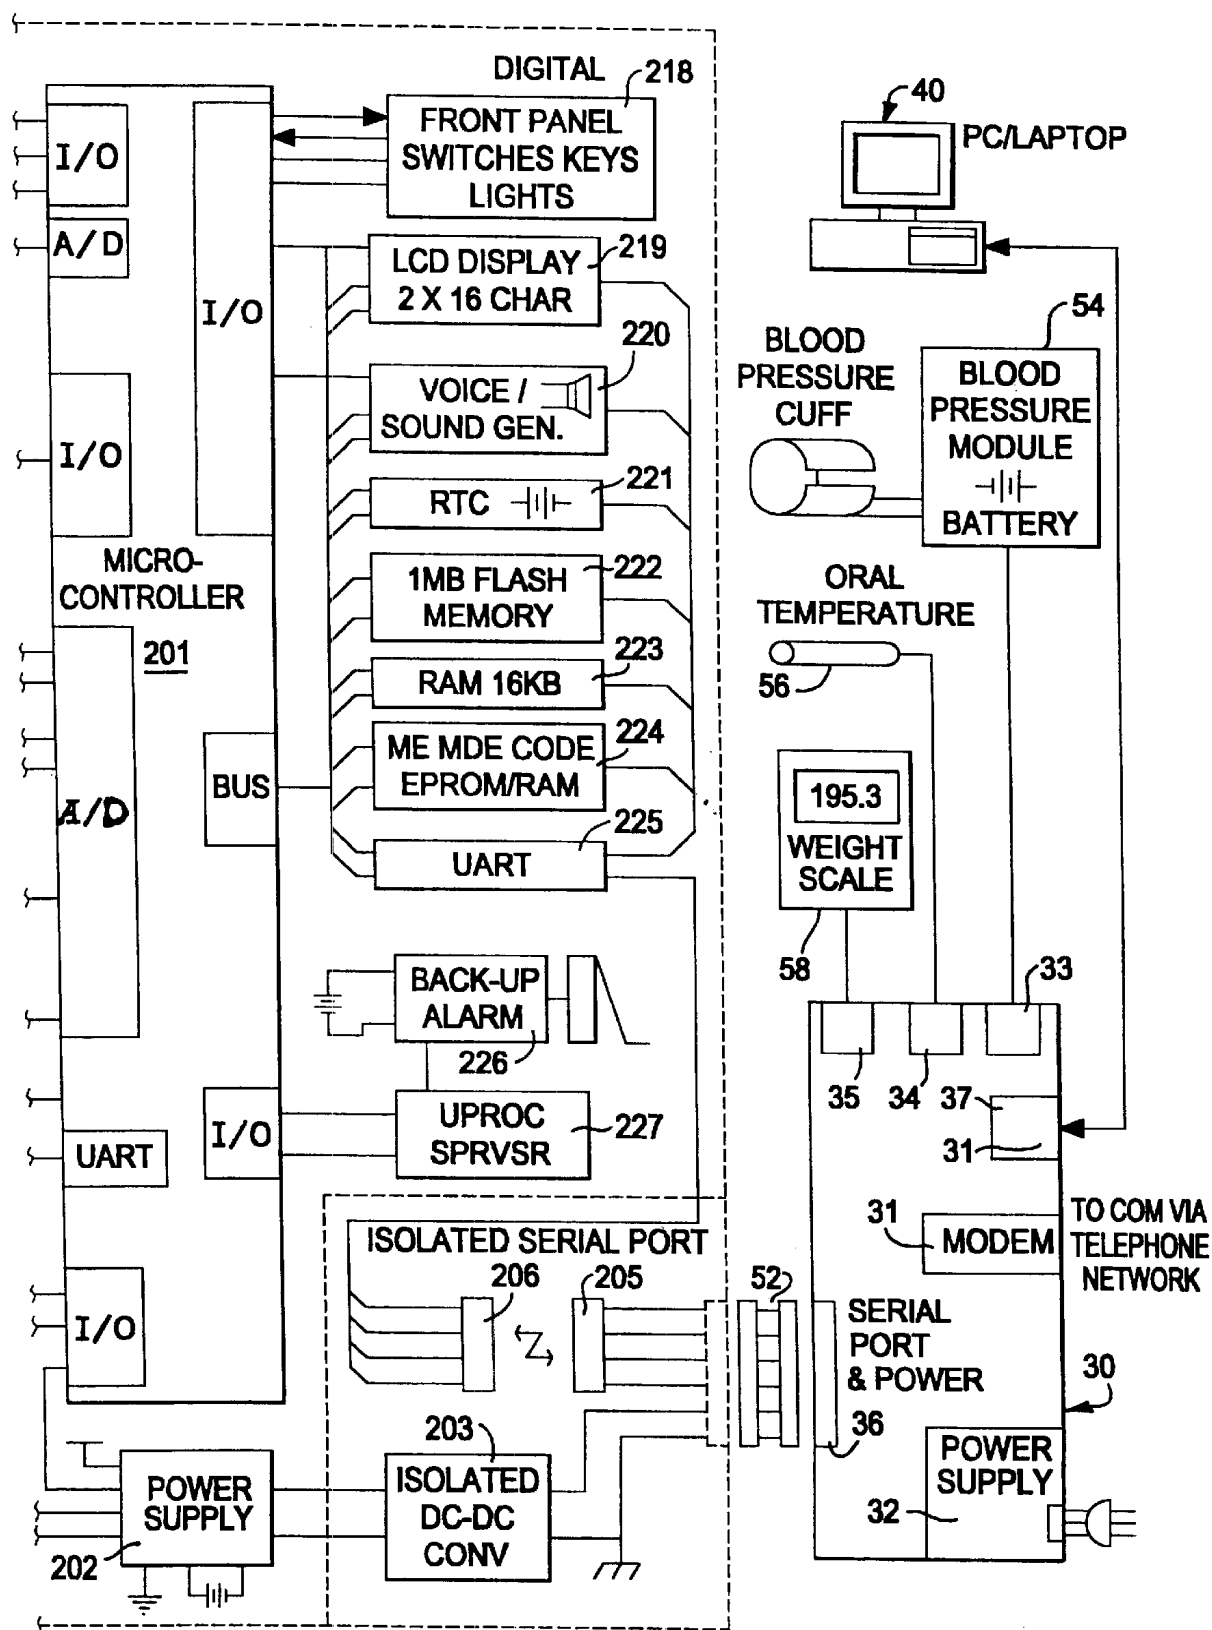 DIGITAL
218
FRONT PANEL
SWITCHES KEYS
LIGHTS
I/O
A/D
I/O
LCD DISPLAY
2 X 16 CHAR
219
VOICE /
SOUND GEN.
220
I/O
RTC
221
MICRO-
CONTROLLER
201
1MB FLASH
MEMORY
222
RAM 16KB
223
BUS
ME MDE CODE
EPROM/RAM
224
A/D
UART
225
BACK-UP
ALARM
226
I/O
UPROC
SPRVSR
227
UART
I/O
ISOLATED SERIAL PORT
206
205
203
ISOLATED
DC-DC
CONV
POWER
SUPPLY
202
40
PC/LAPTOP
54
BLOOD
PRESSURE
CUFF
BLOOD
PRESSURE
MODULE
BATTERY
ORAL
TEMPERATURE
56
195.3
WEIGHT
SCALE
58
33
35
34
37
31
31
MODEM
TO COM VIA
TELEPHONE
NETWORK
52
SERIAL
PORT
& POWER
30
36
POWER
SUPPLY
32